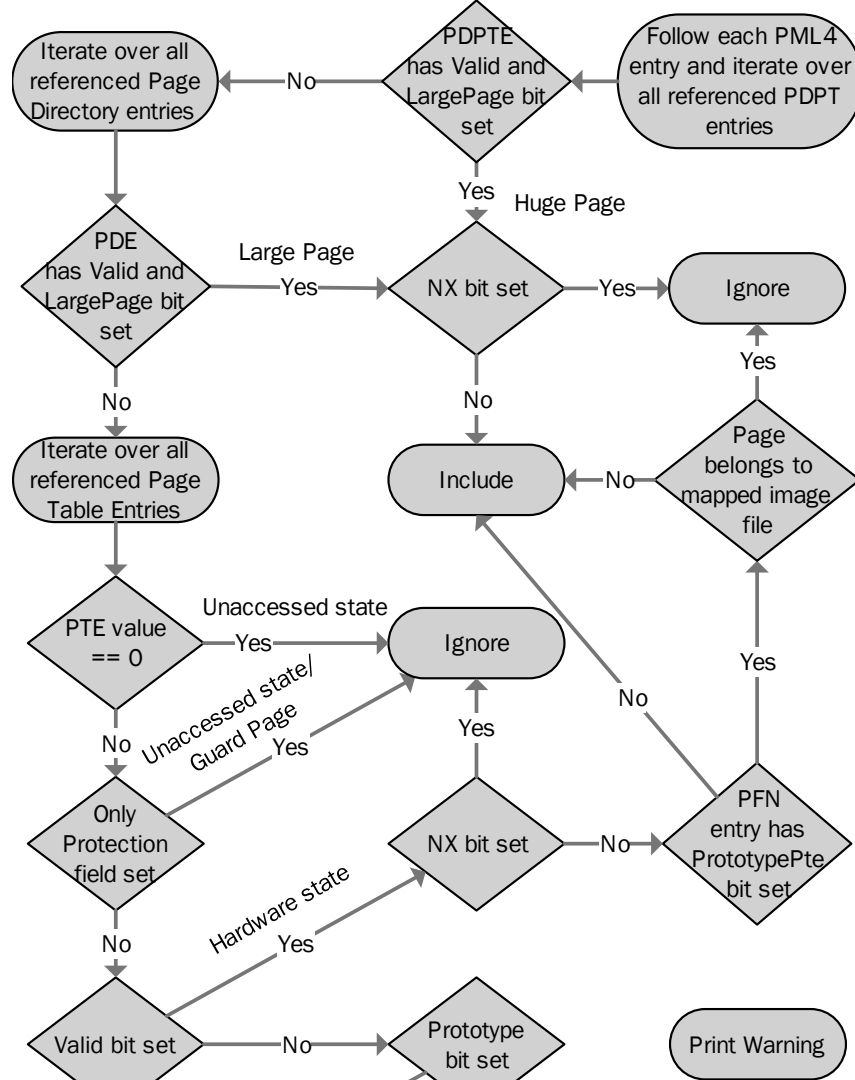 Follow each PML4
entry and iterate over
all referenced PDPT
entries
PDPTE
has Valid and
LargePage bit
set
No
Iterate over all
referenced Page
Directory entries
Yes
Huge Page
PDE
has Valid and
LargePage bit
set
Large Page
Yes
NX bit set
Yes
Ignore
No
No
Yes
Iterate over all
referenced Page
Table Entries
Include
No
Page
belongs to
mapped image
file
PTE value
== 0
Unaccessed state
Yes
Ignore
No
Unaccessed state/
Guard Page
Yes
Yes
No
Yes
Only
Protection
field set
NX bit set
No
PFN
entry has
PrototypePte
bit set
No
Hardware state
Yes
Valid bit set
No
Prototype
bit set
Print Warning